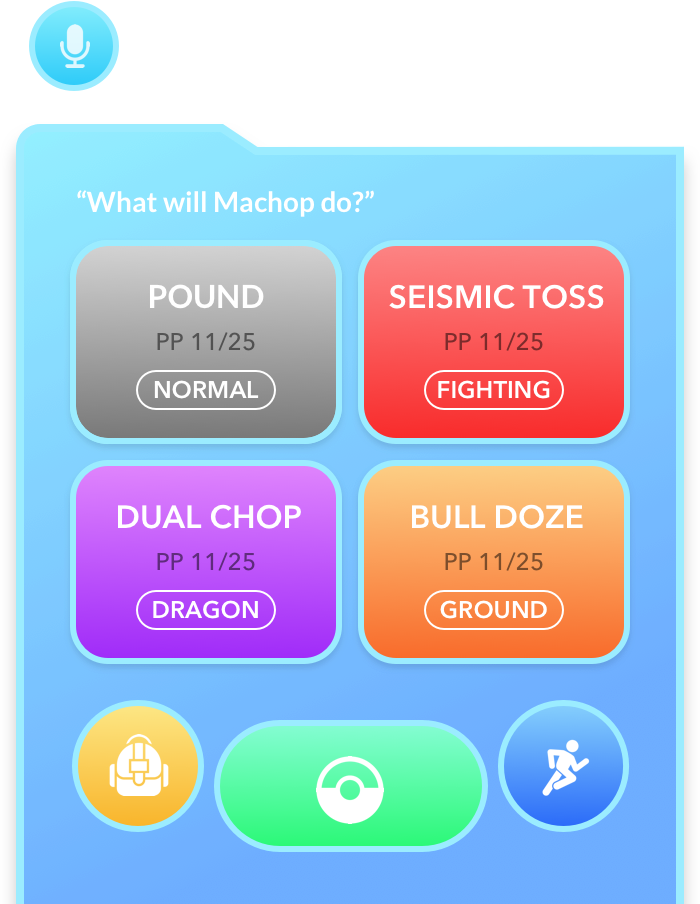 “What will Machop do?”
POUND
PP 11/25
NORMAL
SEISMIC TOSS
PP 11/25
FIGHTING
DUAL CHOP
PP 11/25
DRAGON
BULL DOZE
PP 11/25
GROUND